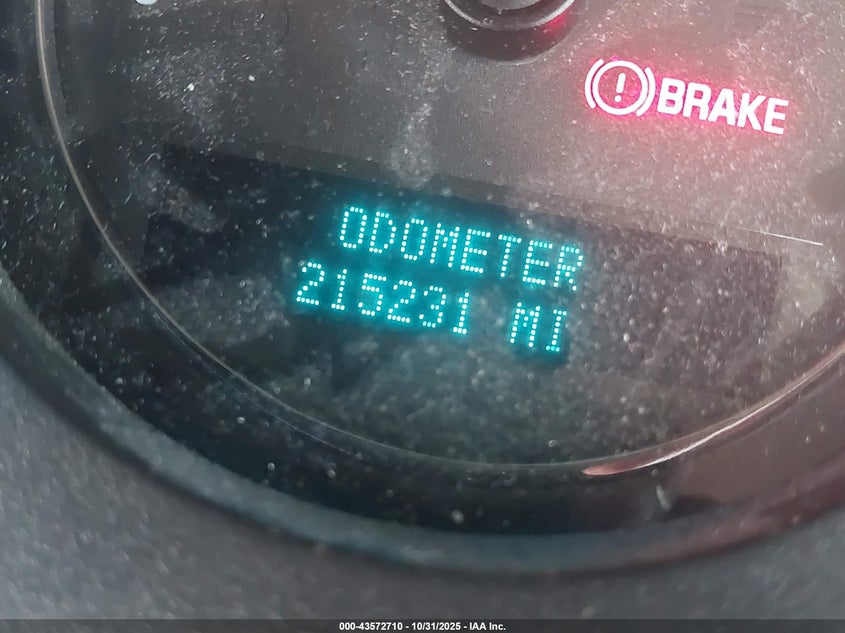 (!) BRAKE
ODOMETER
215231 MI
000-43572710 - 10/31/2025 - IAA Inc.